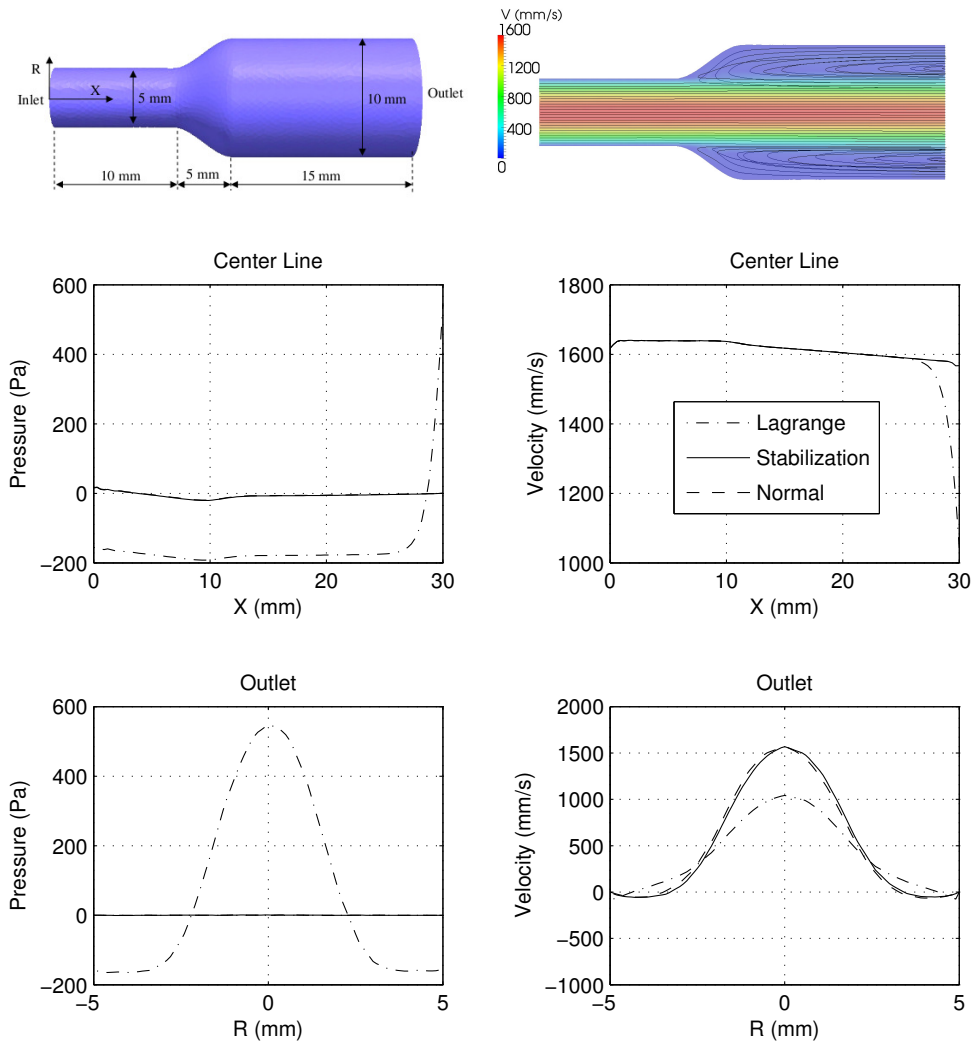 R
Inlet
X
5 mm
10 mm
Outlet
10 mm
5 mm
15 mm
V (mm/s)
1600
1200
800
400
0
Center Line
600
400
200
0
−200
Pressure (Pa)
0
10
20
30
X (mm)
Center Line
1800
1600
1400
1200
1000
Velocity (mm/s)
Lagrange
Stabilization
Normal
0
10
20
30
X (mm)
Outlet
600
400
200
0
−200
Pressure (Pa)
−5
0
5
R (mm)
Outlet
2000
1500
1000
500
0
−500
−1000
Velocity (mm/s)
−5
0
5
R (mm)